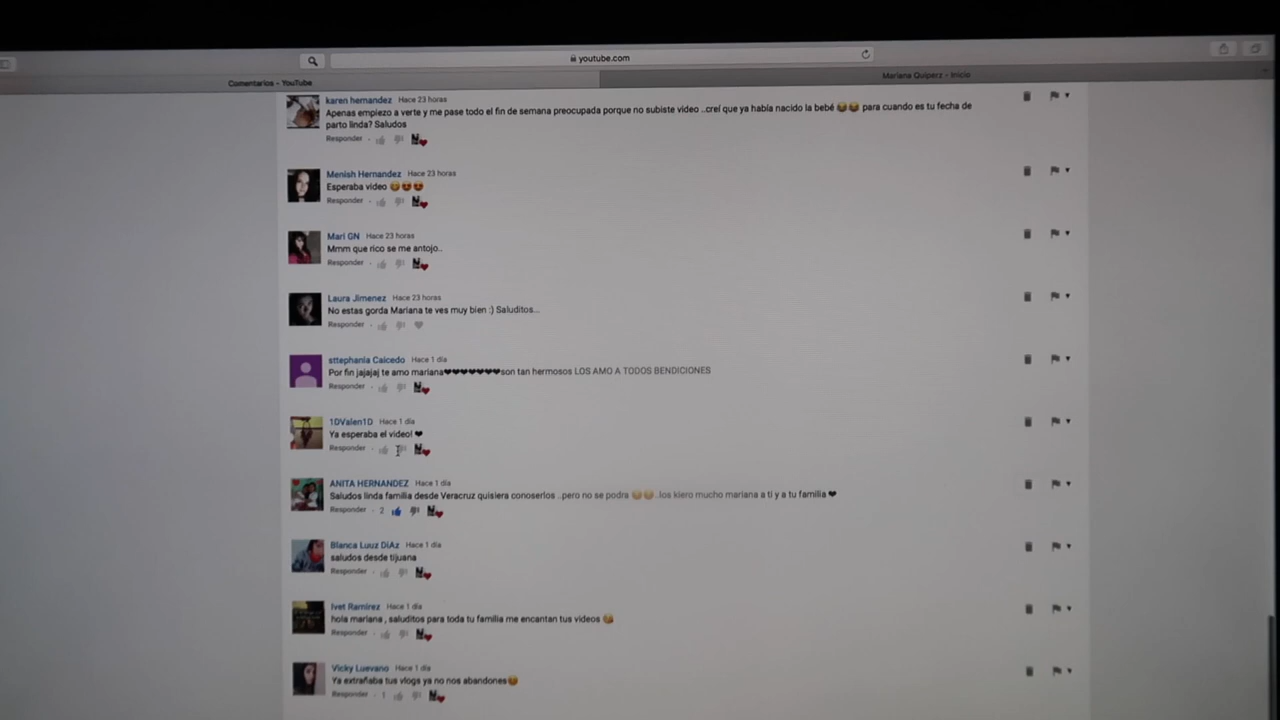 youtube.com
Comentarios - YouTube
Mariana Quiperz - Inicio
karen hernandez Hace 23 horas
Apenas empiezo a verte y me pase todo el fin de semana preocupada porque no subiste video ..creí que ya había nacido la bebé 😂😂 para cuando es tu fecha de
parto linda? Saludos
Responder
Menish Hernandez Hace 23 horas
Esperaba video 😄😍😍
Responder
Mari GN Hace 23 horas
Mmm que rico se me antojo..
Responder
Laura Jimenez Hace 23 horas
No estas gorda Mariana te ves muy bien :) Saluditos...
Responder
sttephania Caicedo Hace 1 día
Por fin jajajaj te amo mariana❤❤❤❤❤❤❤son tan hermosos LOS AMO A TODOS BENDICIONES
Responder
1DValen1D Hace 1 día
Ya esperaba el video! ❤
Responder
ANITA HERNANDEZ Hace 1 día
Saludos linda familia desde Veracruz quisiera conoserlos ..pero no se podra 😢😢 ..los kiero mucho mariana a ti y a tu familia ❤
Responder · 2
Blanca Luuz DiAz Hace 1 día
saludos desde tijuana
Responder
Ivet Ramirez Hace 1 día
hola mariana , saluditos para toda tu familia me encantan tus videos 😘
Responder
Vicky Luevano Hace 1 día
Ya extrañaba tus vlogs ya no nos abandones😘
Responder · 1